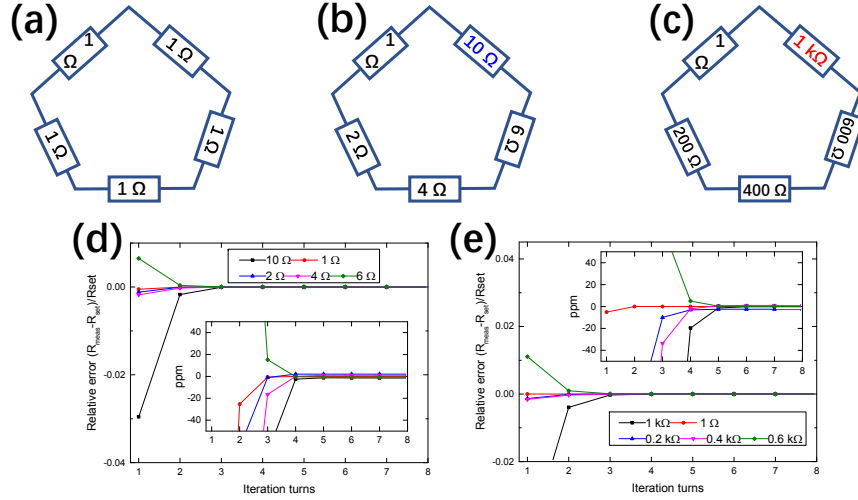 (a)
1
Ω
1 Ω
1 Ω
1 Ω
1 Ω
(b)
1
Ω
10 Ω
2 Ω
6 Ω
4 Ω
(c)
1
Ω
1 kΩ
200 Ω
600 Ω
400 Ω
(d)
Relative error (Rmeas-Rset)/Rset
0.00
-0.02
-0.04
10 Ω 1 Ω
2 Ω 4 Ω 6 Ω
ppm
40
20
0
-20
-40
1 2 3 4 5 6 7 8
1 2 3 4 5 6 7 8
Iteration turns
(e)
Relative error (Rmeas-Rset)/Rset
0.04
0.02
0.00
-0.02
ppm
40
20
0
-20
-40
1 2 3 4 5 6 7 8
1 kΩ 1 Ω
0.2 kΩ 0.4 kΩ 0.6 kΩ
1 2 3 4 5 6 7 8
Iteration turns